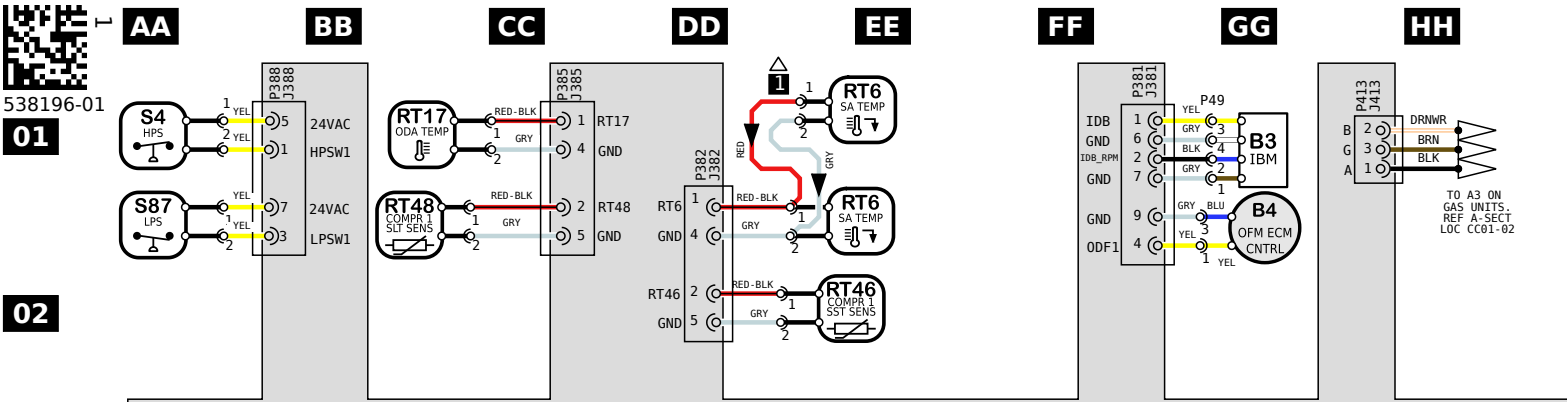 1
AA
BB
CC
DD
EE
FF
GG
HH
538196-01
01
02
S4
HPS
1
YEL
2
YEL
P388
J388
5
24VAC
1
HPSW1
S87
LPS
YEL
1
YEL
2
7
24VAC
3
LPSW1
RT17
ODA TEMP
RED-BLK
1
GRY
2
P385
J385
1
RT17
4
GND
RT48
COMPR 1
SLT SENS
RED-BLK
1
GRY
2
2
RT48
5
GND
P382
J382
RT6
1
RED-BLK
1
GND
4
GRY
2
RT46
2
RED-BLK
1
GND
5
GRY
2
1
RED
GRY
1
2
RT6
SA TEMP
RT6
SA TEMP
RT46
COMPR 1
SST SENS
P381
J381
P49
IDB
1
YEL
GND
6
GRY
3
IDB_RPM
2
BLK
4
GND
7
GRY
2
1
B3
IBM
GND
9
GRY
BLU
3
ODF1
4
YEL
1
YEL
B4
OFM ECM
CNTRL
P413
J413
B
2
DRNWR
G
3
BRN
A
1
BLK
TO A3 ON
GAS UNITS.
REF A-SECT
LOC CC01-02